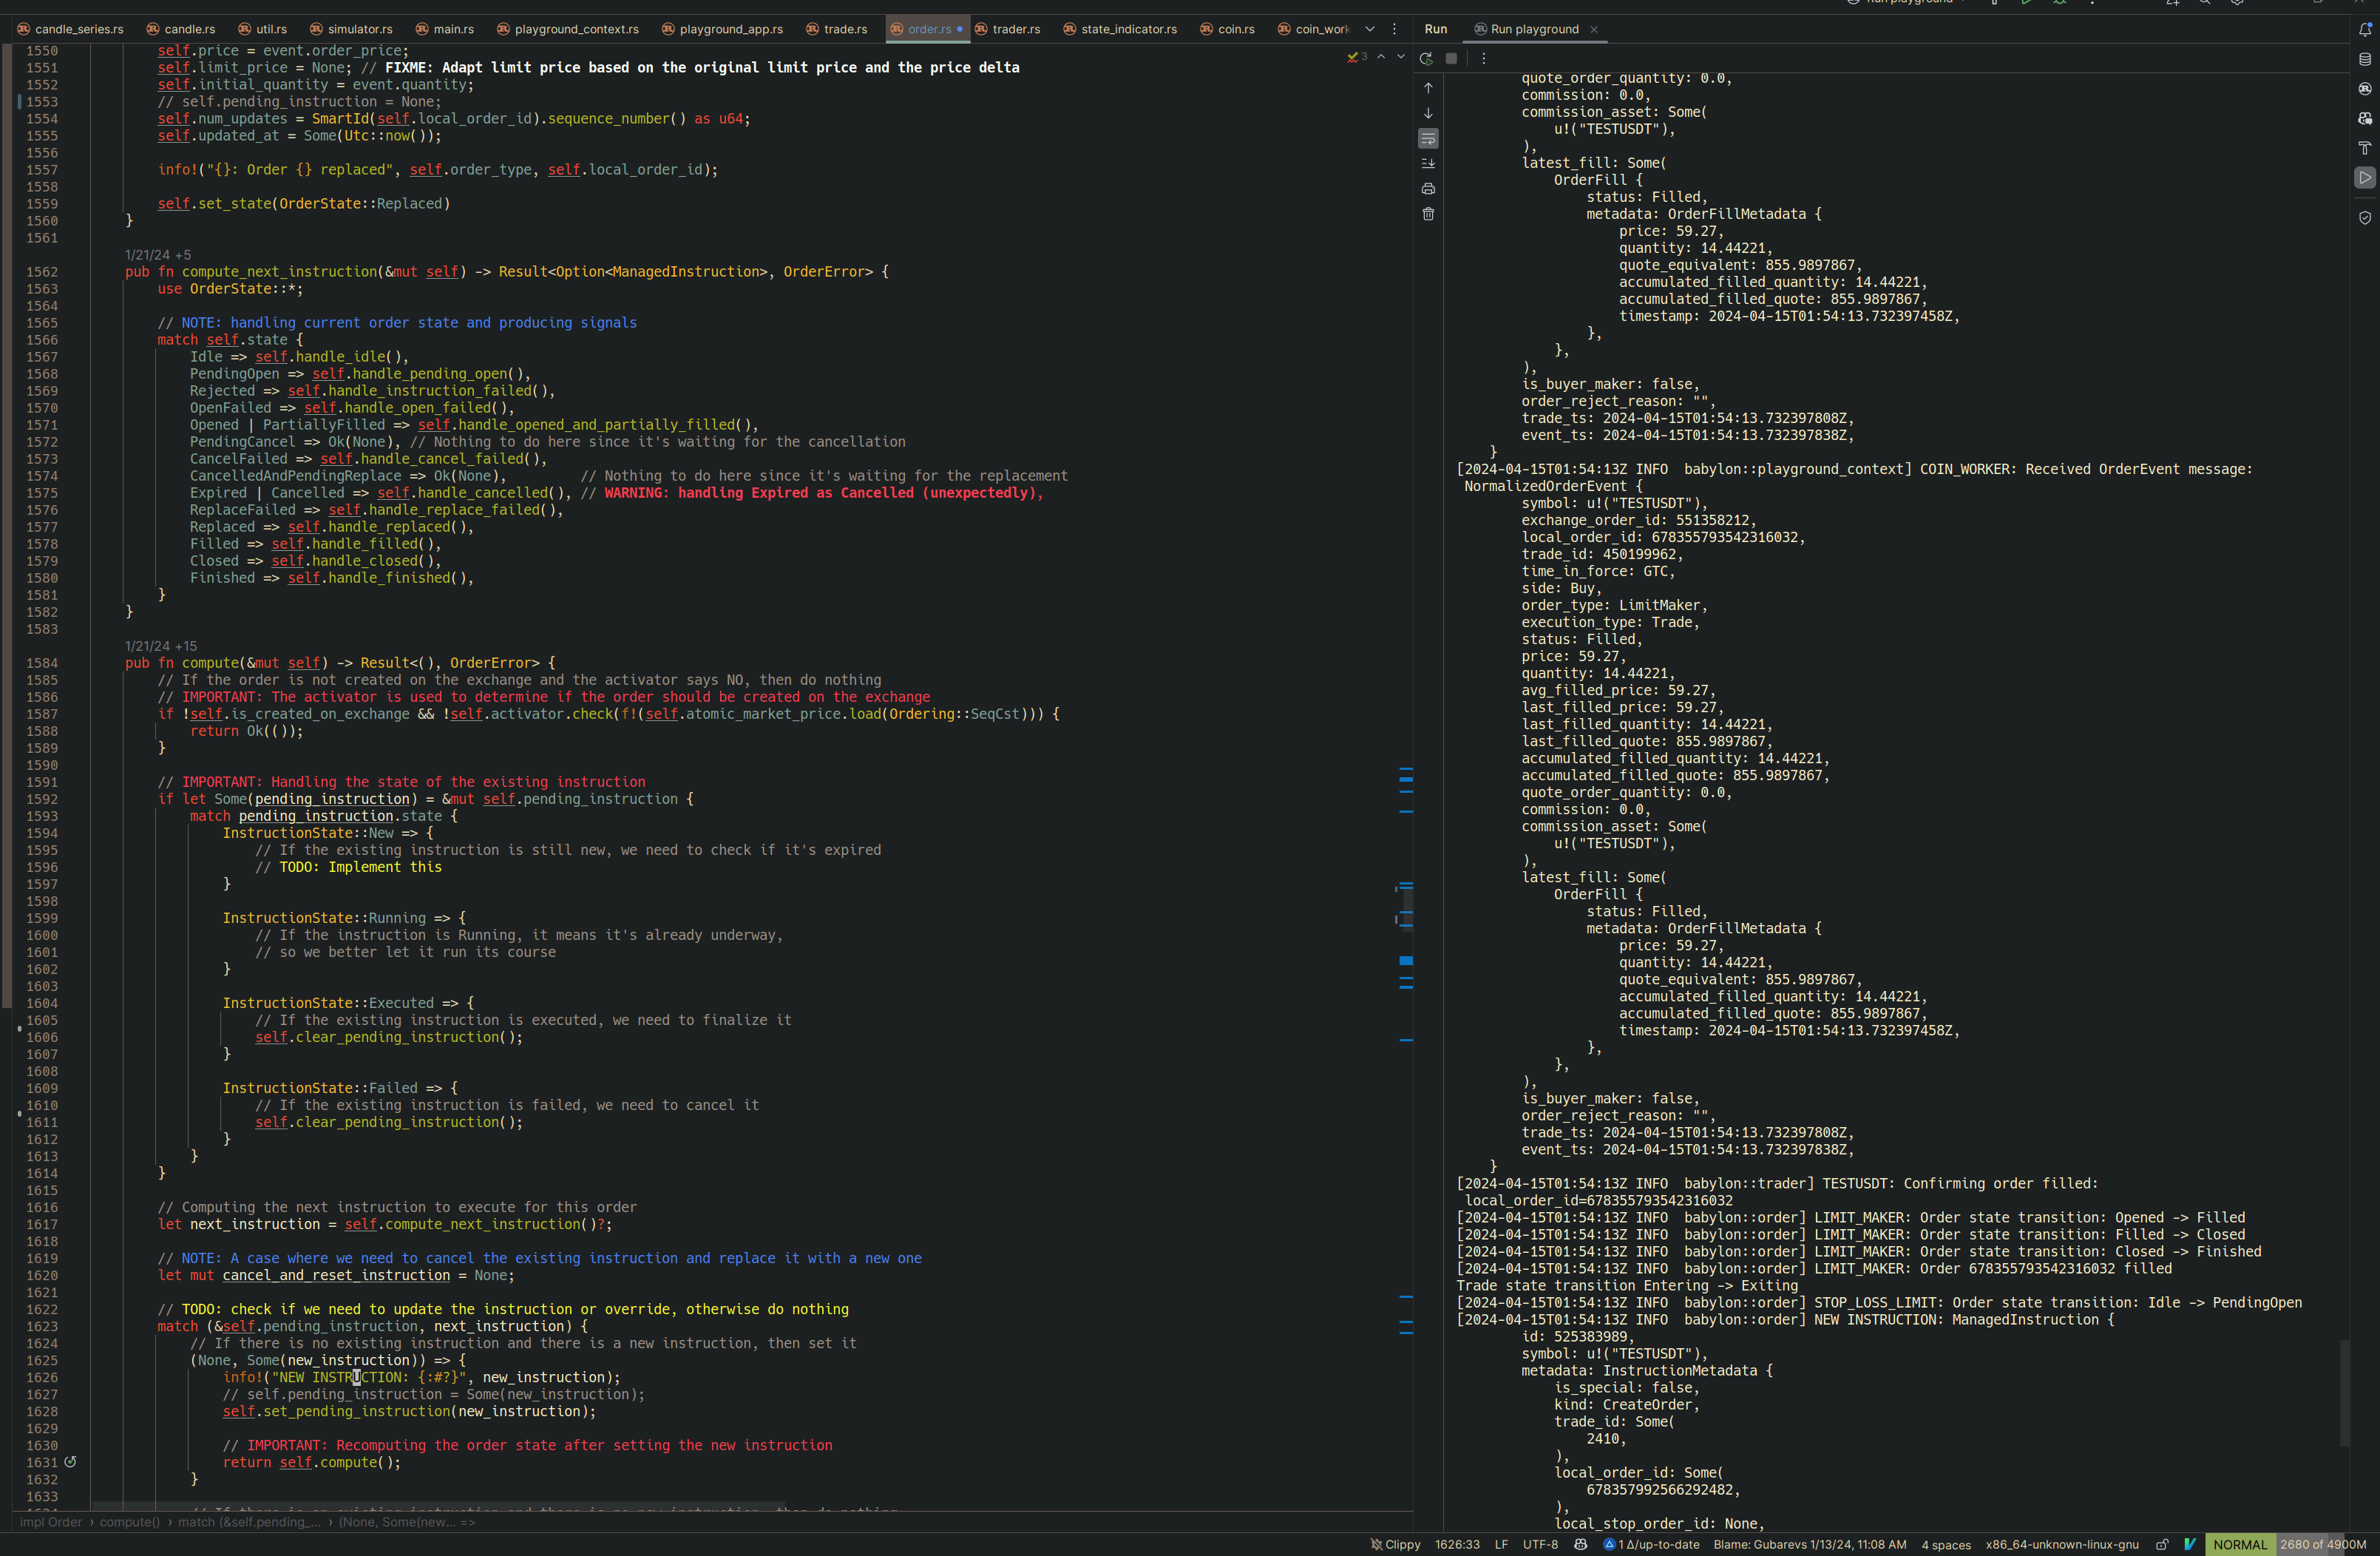 candle_series.rs candle.rs util.rs simulator.rs main.rs playground_context.rs playground_app.rs trade.rs order.rs trader.rs state_indicator.rs coin.rs coin_work
1550 self.price = event.order_price;
1551 self.limit_price = None; // FIXME: Adapt limit price based on the original limit price and the price delta
3
1552 self.initial_quantity = event.quantity;
1553 // self.pending_instruction = None;
1554 self.num_updates = SmartId(self.local_order_id).sequence_number() as u64;
1555 self.updated_at = Some(Utc::now());
1556
1557 info!("{}: Order {} replaced", self.order_type, self.local_order_id);
1558
1559 self.set_state(OrderState::Replaced)
1560 }
1561
1/21/24 +5
1562 pub fn compute_next_instruction(&mut self) -> Result<Option<ManagedInstruction>, OrderError> {
1563 use OrderState::*;
1564
1565 // NOTE: handling current order state and producing signals
1566 match self.state {
1567 Idle => self.handle_idle(),
1568 PendingOpen => self.handle_pending_open(),
1569 Rejected => self.handle_instruction_failed(),
1570 OpenFailed => self.handle_open_failed(),
1571 Opened | PartiallyFilled => self.handle_opened_and_partially_filled(),
1572 PendingCancel => Ok(None), // Nothing to do here since it's waiting for the cancellation
1573 CancelFailed => self.handle_cancel_failed(),
1574 CancelledAndPendingReplace => Ok(None), // Nothing to do here since it's waiting for the replacement
1575 Expired | Cancelled => self.handle_cancelled(), // WARNING: handling Expired as Cancelled (unexpectedly),
1576 ReplaceFailed => self.handle_replace_failed(),
1577 Replaced => self.handle_replaced(),
1578 Filled => self.handle_filled(),
1579 Closed => self.handle_closed(),
1580 Finished => self.handle_finished(),
1581 }
1582 }
1583
1/21/24 +15
1584 pub fn compute(&mut self) -> Result<(), OrderError> {
1585 // If the order is not created on the exchange and the activator says NO, then do nothing
1586 // IMPORTANT: The activator is used to determine if the order should be created on the exchange
1587 if !self.is_created_on_exchange && !self.activator.check(f!(self.atomic_market_price.load(Ordering::SeqCst))) {
1588 return Ok(());
1589 }
1590
1591 // IMPORTANT: Handling the state of the existing instruction
1592 if let Some(pending_instruction) = &mut self.pending_instruction {
1593 match pending_instruction.state {
1594 InstructionState::New => {
1595 // If the existing instruction is still new, we need to check if it's expired
1596 // TODO: Implement this
1597 }
1598
1599 InstructionState::Running => {
1600 // If the instruction is Running, it means it's already underway,
1601 // so we better let it run its course
1602 }
1603
1604 InstructionState::Executed => {
1605 // If the existing instruction is executed, we need to finalize it
1606 self.clear_pending_instruction();
1607 }
1608
1609 InstructionState::Failed => {
1610 // If the existing instruction is failed, we need to cancel it
1611 self.clear_pending_instruction();
1612 }
1613 }
1614 }
1615
1616 // Computing the next instruction to execute for this order
1617 let next_instruction = self.compute_next_instruction()?;
1618
1619 // NOTE: A case where we need to cancel the existing instruction and replace it with a new one
1620 let mut cancel_and_reset_instruction = None;
1621
1622 // TODO: check if we need to update the instruction or override, otherwise do nothing
1623 match (&self.pending_instruction, next_instruction) {
1624 // If there is no existing instruction and there is a new instruction, then set it
1625 (None, Some(new_instruction)) => {
1626 info!("NEW INSTRUCTION: {:#?}", new_instruction);
1627 // self.pending_instruction = Some(new_instruction);
1628 self.set_pending_instruction(new_instruction);
1629
1630 // IMPORTANT: Recomputing the order state after setting the new instruction
1631 return self.compute();
1632 }
1633
impl Order › compute() › match (&self.pending_... › (None, Some(new... =>
Run Run playground
quote_order_quantity: 0.0,
commission: 0.0,
commission_asset: Some(
u!("TESTUSDT"),
),
latest_fill: Some(
OrderFill {
status: Filled,
metadata: OrderFillMetadata {
price: 59.27,
quantity: 14.44221,
quote_equivalent: 855.9897867,
accumulated_filled_quantity: 14.44221,
accumulated_filled_quote: 855.9897867,
timestamp: 2024-04-15T01:54:13.732397458Z,
},
},
),
is_buyer_maker: false,
order_reject_reason: "",
trade_ts: 2024-04-15T01:54:13.732397808Z,
event_ts: 2024-04-15T01:54:13.732397838Z,
}
[2024-04-15T01:54:13Z INFO babylon::playground_context] COIN_WORKER: Received OrderEvent message:
NormalizedOrderEvent {
symbol: u!("TESTUSDT"),
exchange_order_id: 551358212,
local_order_id: 678355793542316032,
trade_id: 450199962,
time_in_force: GTC,
side: Buy,
order_type: LimitMaker,
execution_type: Trade,
status: Filled,
price: 59.27,
quantity: 14.44221,
avg_filled_price: 59.27,
last_filled_price: 59.27,
last_filled_quantity: 14.44221,
last_filled_quote: 855.9897867,
accumulated_filled_quantity: 14.44221,
accumulated_filled_quote: 855.9897867,
quote_order_quantity: 0.0,
commission: 0.0,
commission_asset: Some(
u!("TESTUSDT"),
),
latest_fill: Some(
OrderFill {
status: Filled,
metadata: OrderFillMetadata {
price: 59.27,
quantity: 14.44221,
quote_equivalent: 855.9897867,
accumulated_filled_quantity: 14.44221,
accumulated_filled_quote: 855.9897867,
timestamp: 2024-04-15T01:54:13.732397458Z,
},
},
),
is_buyer_maker: false,
order_reject_reason: "",
trade_ts: 2024-04-15T01:54:13.732397808Z,
event_ts: 2024-04-15T01:54:13.732397838Z,
}
[2024-04-15T01:54:13Z INFO babylon::trader] TESTUSDT: Confirming order filled:
local_order_id=678355793542316032
[2024-04-15T01:54:13Z INFO babylon::order] LIMIT_MAKER: Order state transition: Opened -> Filled
[2024-04-15T01:54:13Z INFO babylon::order] LIMIT_MAKER: Order state transition: Filled -> Closed
[2024-04-15T01:54:13Z INFO babylon::order] LIMIT_MAKER: Order state transition: Closed -> Finished
[2024-04-15T01:54:13Z INFO babylon::order] LIMIT_MAKER: Order 678355793542316032 filled
Trade state transition Entering -> Exiting
[2024-04-15T01:54:13Z INFO babylon::order] STOP_LOSS_LIMIT: Order state transition: Idle -> PendingOpen
[2024-04-15T01:54:13Z INFO babylon::order] NEW INSTRUCTION: ManagedInstruction {
id: 525383989,
symbol: u!("TESTUSDT"),
metadata: InstructionMetadata {
is_special: false,
kind: CreateOrder,
trade_id: Some(
2410,
),
local_order_id: Some(
678357992566292482,
),
local_stop_order_id: None,
Clippy 1626:33 LF UTF-8 1 Δ/up-to-date Blame: Gubarevs 1/13/24, 11:08 AM 4 spaces x86_64-unknown-linux-gnu NORMAL 2680 of 4900M